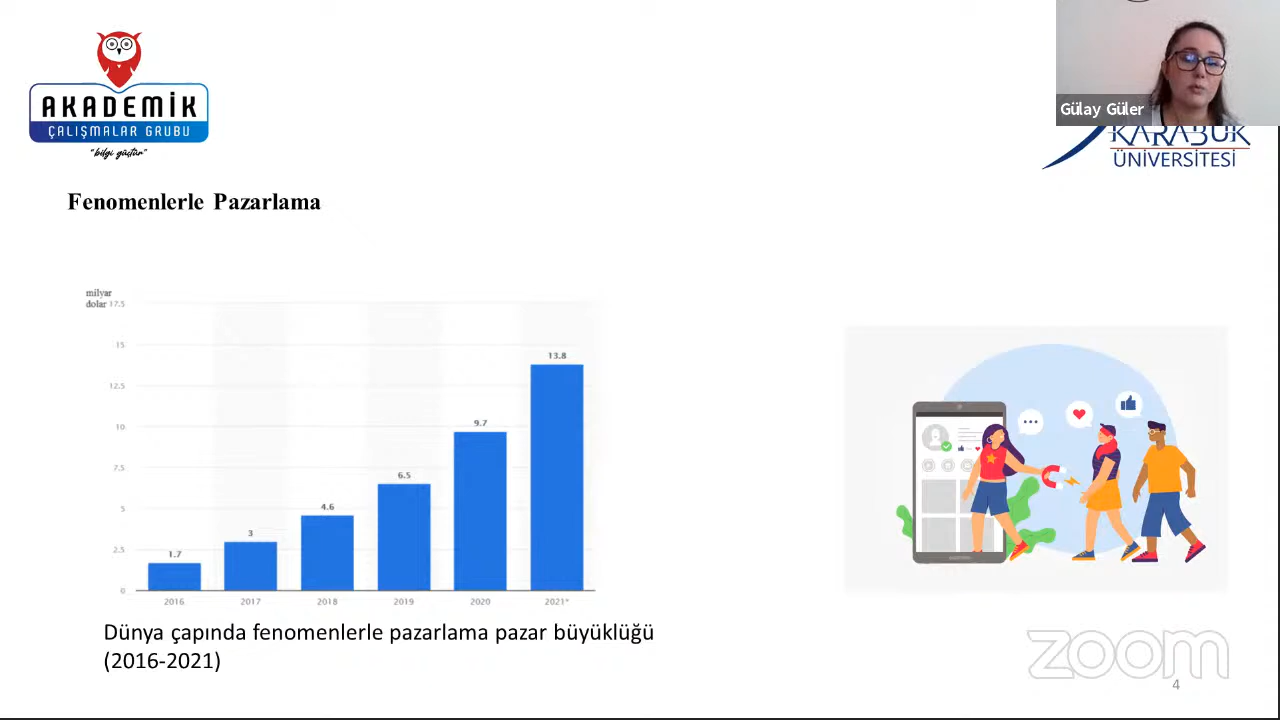 AKADEMİK
ÇALIŞMALAR GRUBU
"bilgi güçtür"
Gülay Güler
KARABÜK
ÜNİVERSİTESİ
Fenomenlerle Pazarlama
milyar
dolar 17.5
15
12.5
10
7.5
5
2.5
0
1.7
3
4.6
6.5
9.7
13.8
2016
2017
2018
2019
2020
2021*
Dünya çapında fenomenlerle pazarlama pazar büyüklüğü
(2016-2021)
zoom
4